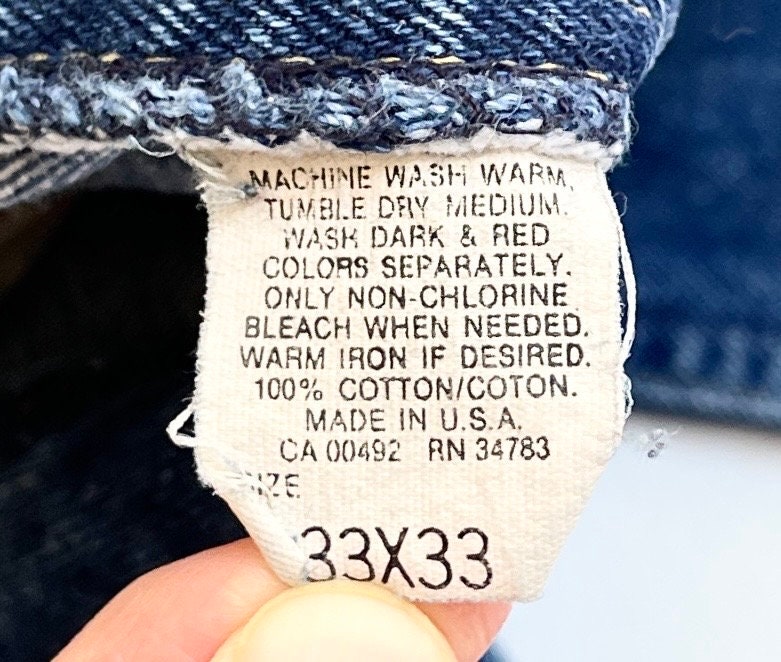 MACHINE WASH WARM,
TUMBLE DRY MEDIUM.
WASH DARK & RED
COLORS SEPARATELY.
ONLY NON-CHLORINE
BLEACH WHEN NEEDED.
WARM IRON IF DESIRED.
100% COTTON/COTON.
MADE IN U.S.A.
CA 00492 RN 34783
SIZE
33X33